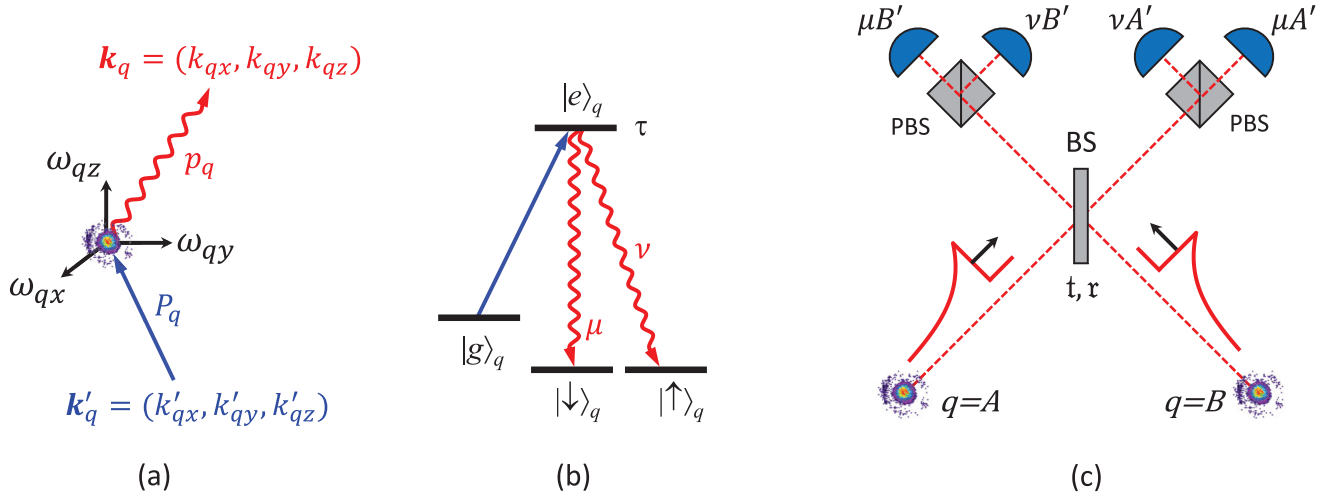 𝒌_q = (k_qx, k_qy, k_qz)
p_q
ω_qz
ω_qy
ω_qx
P_q
𝒌′_q = (k′_qx, k′_qy, k′_qz)
(a)
|e⟩_q
τ
ν
μ
|g⟩_q
|↓⟩_q
|↑⟩_q
(b)
μB′
νB′
νA′
μA′
PBS
PBS
BS
𝔱, 𝔯
q=A
q=B
(c)